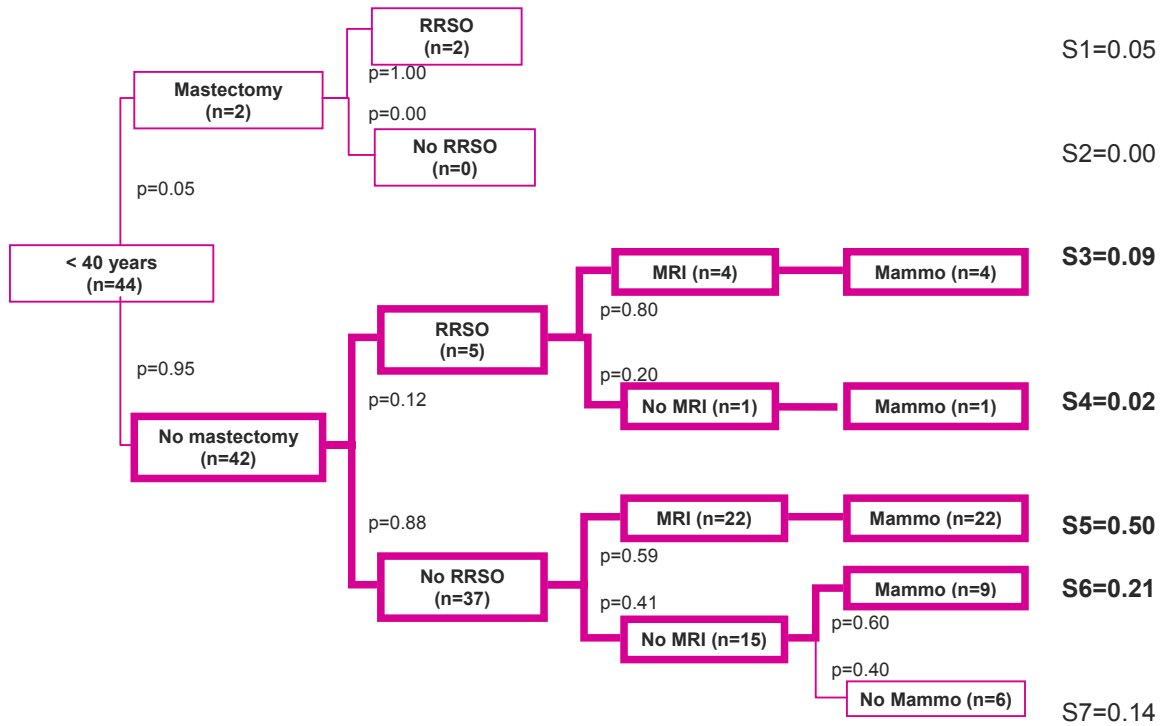 RRSO
(n=2)
S1=0.05
p=1.00
Mastectomy
(n=2)
p=0.00
No RRSO
(n=0)
S2=0.00
p=0.05
< 40 years
(n=44)
MRI (n=4)
Mammo (n=4)
S3=0.09
p=0.80
RRSO
(n=5)
p=0.95
p=0.20
p=0.12
No MRI (n=1)
Mammo (n=1)
S4=0.02
No mastectomy
(n=42)
p=0.88
MRI (n=22)
Mammo (n=22)
S5=0.50
p=0.59
No RRSO
(n=37)
p=0.41
Mammo (n=9)
S6=0.21
p=0.60
No MRI (n=15)
p=0.40
No Mammo (n=6)
S7=0.14